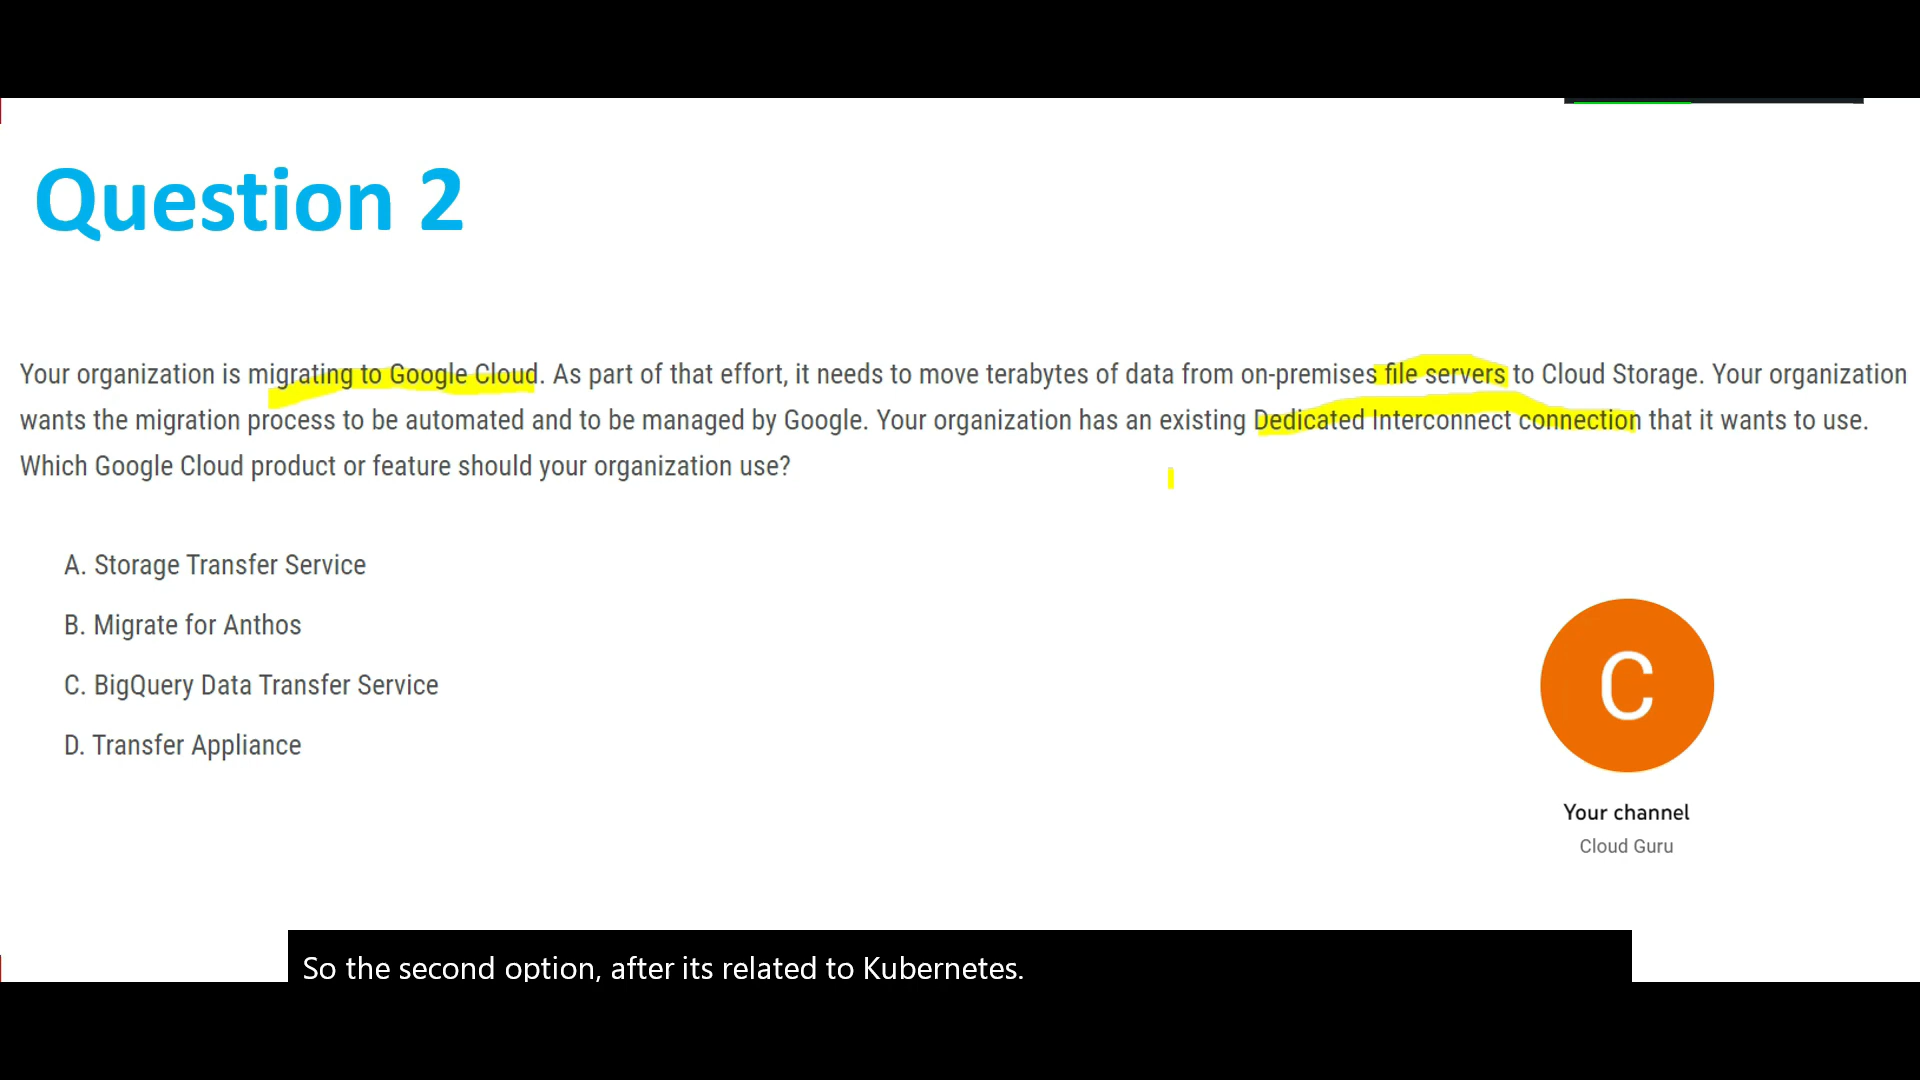 Question 2
Your organization is migrating to Google Cloud. As part of that effort, it needs to move terabytes of data from on-premises file servers to Cloud Storage. Your organization
wants the migration process to be automated and to be managed by Google. Your organization has an existing Dedicated Interconnect connection that it wants to use.
Which Google Cloud product or feature should your organization use?
A. Storage Transfer Service
B. Migrate for Anthos
C. BigQuery Data Transfer Service
D. Transfer Appliance
C
Your channel
Cloud Guru
So the second option, after its related to Kubernetes.